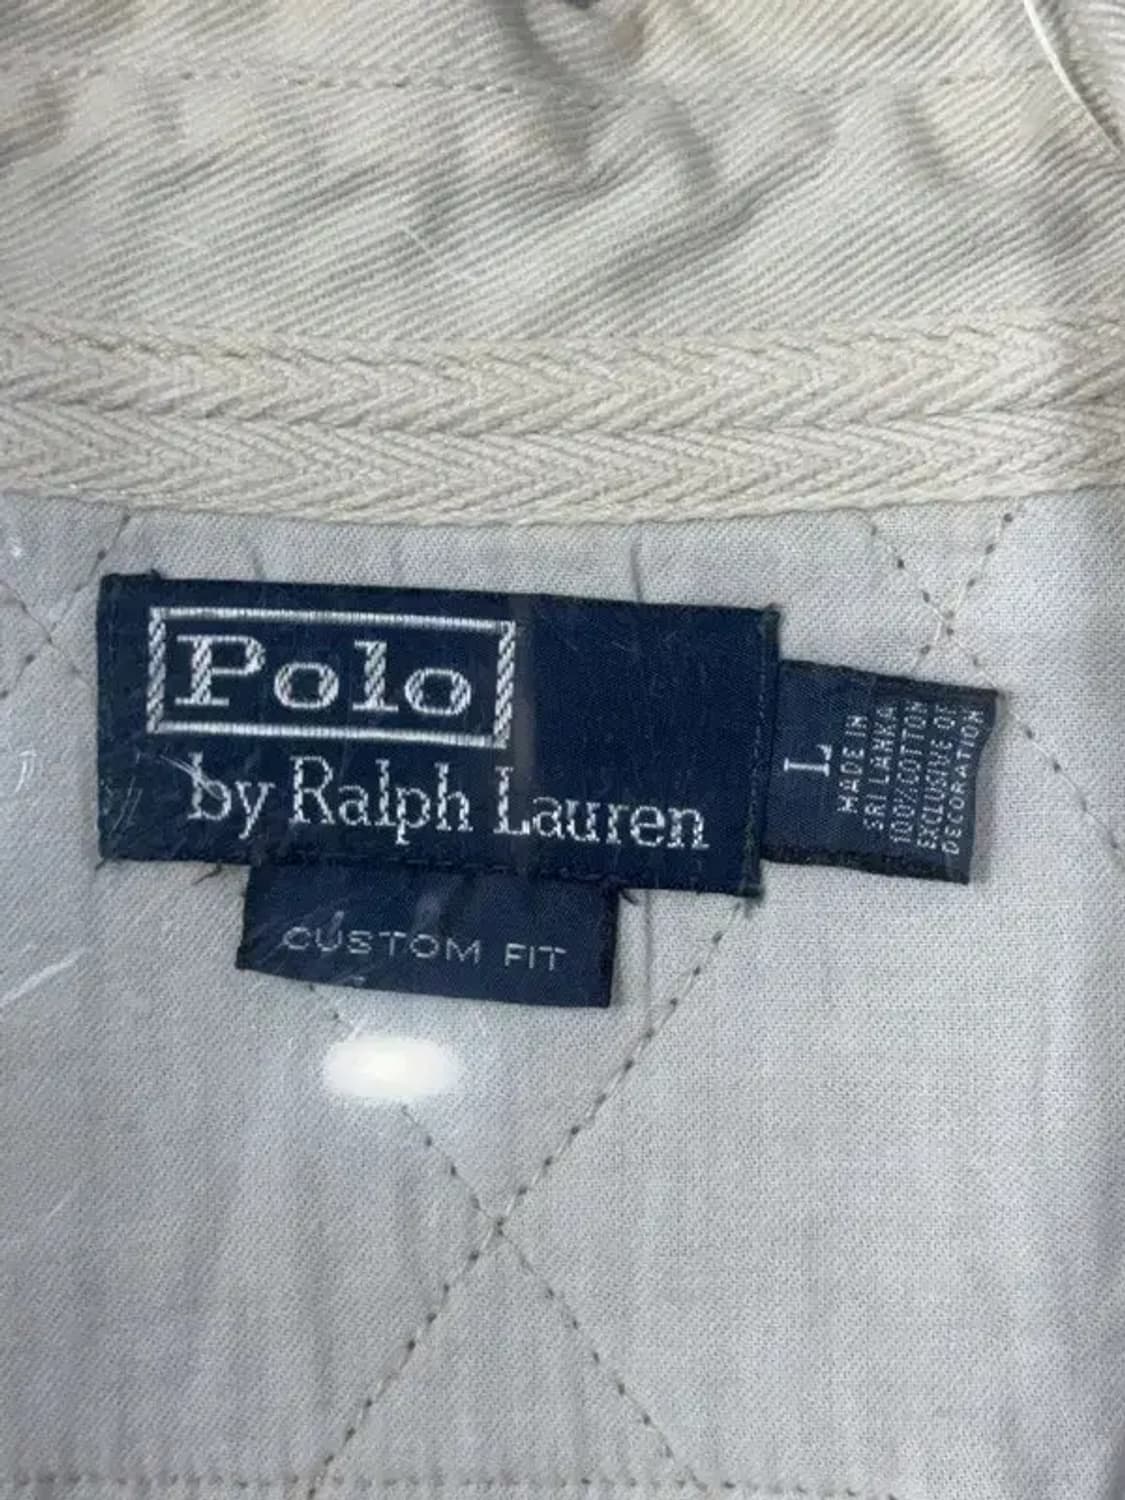 Polo
by Ralph Lauren
CUSTOM FIT
L
MADE IN
SRI LANKA
100% COTTON
EXCLUSIVE OF
DECORATION